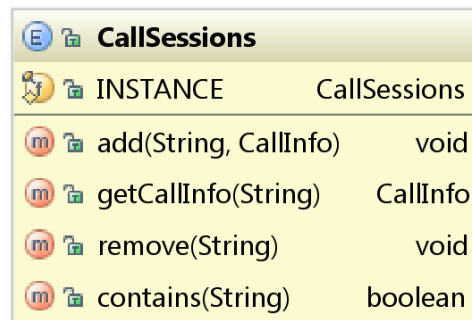 E CallSessions
f INSTANCE CallSessions
m add(String, CallInfo) void
m getCallInfo(String) CallInfo
m remove(String) void
m contains(String) boolean